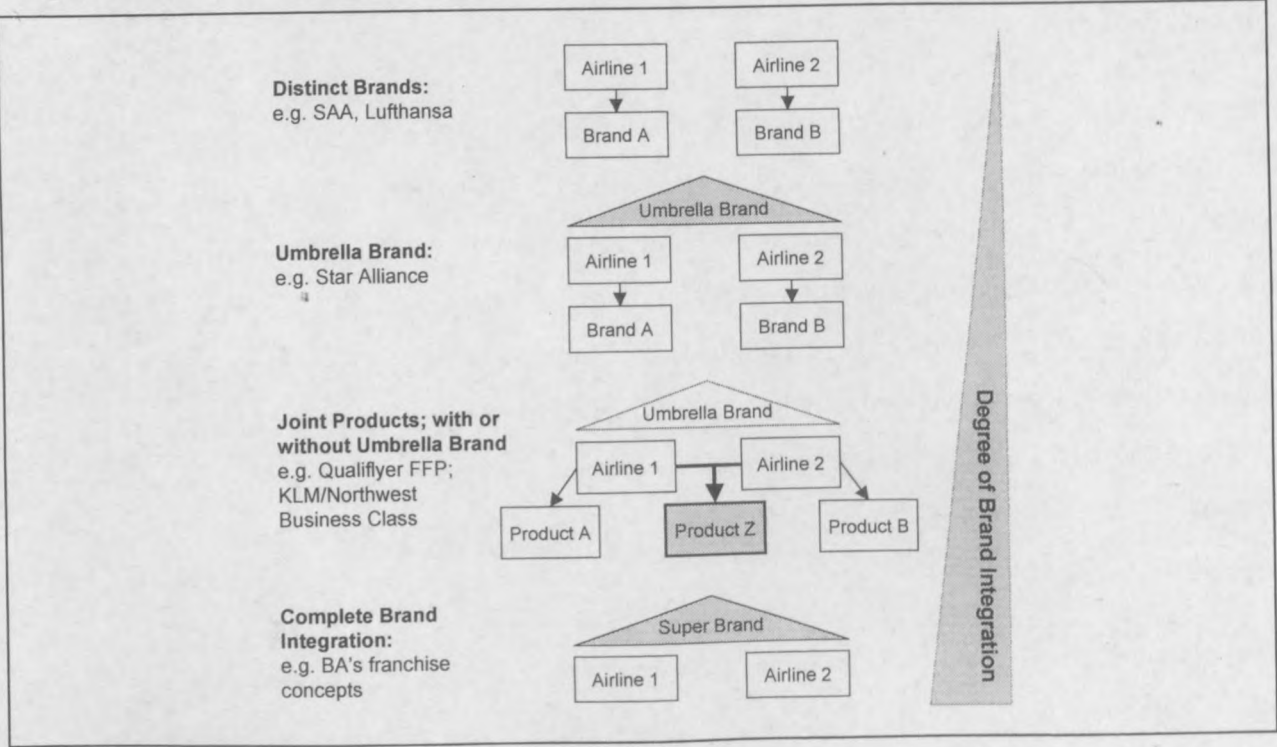 Distinct Brands:
e.g. SAA, Lufthansa
Airline 1
Airline 2
Brand A
Brand B
Umbrella Brand:
e.g. Star Alliance
Umbrella Brand
Airline 1
Airline 2
Brand A
Brand B
Joint Products; with or
without Umbrella Brand
e.g. Qualiflyer FFP;
KLM/Northwest
Business Class
Umbrella Brand
Airline 1
Airline 2
Product A
Product Z
Product B
Complete Brand
Integration:
e.g. BA's franchise
concepts
Super Brand
Airline 1
Airline 2
Degree of Brand Integration